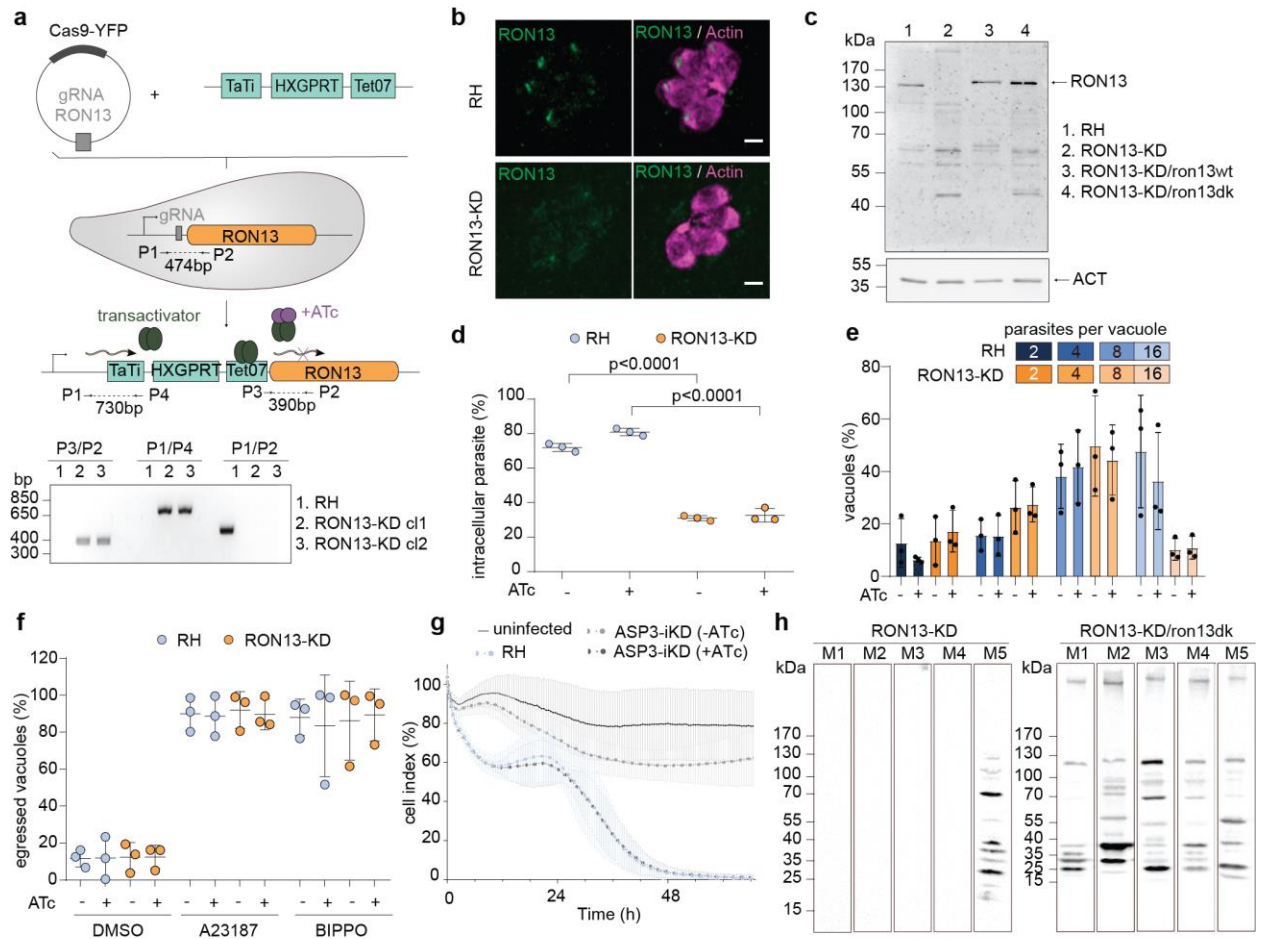 a
Cas9-YFP
gRNA
RON13
+
TaTi HXGPRT Tet07
gRNA
RON13
P1 P2
474bp
transactivator
+ATc
TaTi HXGPRT Tet07 RON13
P1 P4 P3 P2
730bp 390bp
P3/P2 P1/P4 P1/P2
bp 1 2 3 1 2 3 1 2 3
850
650
400
300
1. RH
2. RON13-KD cl1
3. RON13-KD cl2
b
RON13 RON13 / Actin
RH
RON13 RON13 / Actin
RON13-KD
c
1 2 3 4
kDa
170
130
100
70
55
40
←RON13
1. RH
2. RON13-KD
3. RON13-KD/ron13wt
4. RON13-KD/ron13dk
55
35
←ACT
d
RH RON13-KD
p<0.0001
p<0.0001
intracellular parasite (%)
100
80
60
40
20
0
ATc - + - +
e
parasites per vacuole
RH 2 4 8 16
RON13-KD 2 4 8 16
vacuoles (%)
80
60
40
20
0
ATc - + - + - + - + - + - + - + - +
f
RH RON13-KD
egressed vacuoles (%)
120
100
80
60
40
20
0
ATc - + - + - + - + - + - +
DMSO A23187 BIPPO
g
uninfected ASP3-iKD (-ATc)
RH ASP3-iKD (+ATc)
cell index (%)
100
80
60
40
20
0
0 24 48
Time (h)
h
RON13-KD
M1 M2 M3 M4 M5
kDa
170
130
100
70
55
40
35
25
15
RON13-KD/ron13dk
M1 M2 M3 M4 M5
kDa
170
130
100
70
55
40
35
25
15